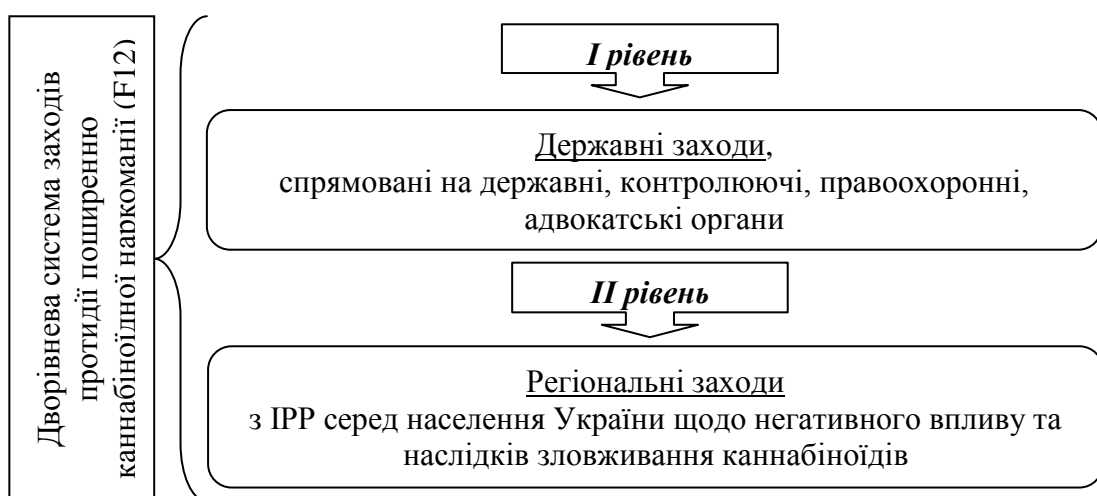 Дворівнева система заходів
протидії поширенню
каннабіноїдної наркоманії (F12)
I рівень
Державні заходи,
спрямовані на державні, контролюючі, правоохоронні,
адвокатські органи
II рівень
Регіональні заходи
з ІРР серед населення України щодо негативного впливу та
наслідків зловживання каннабіноїдів